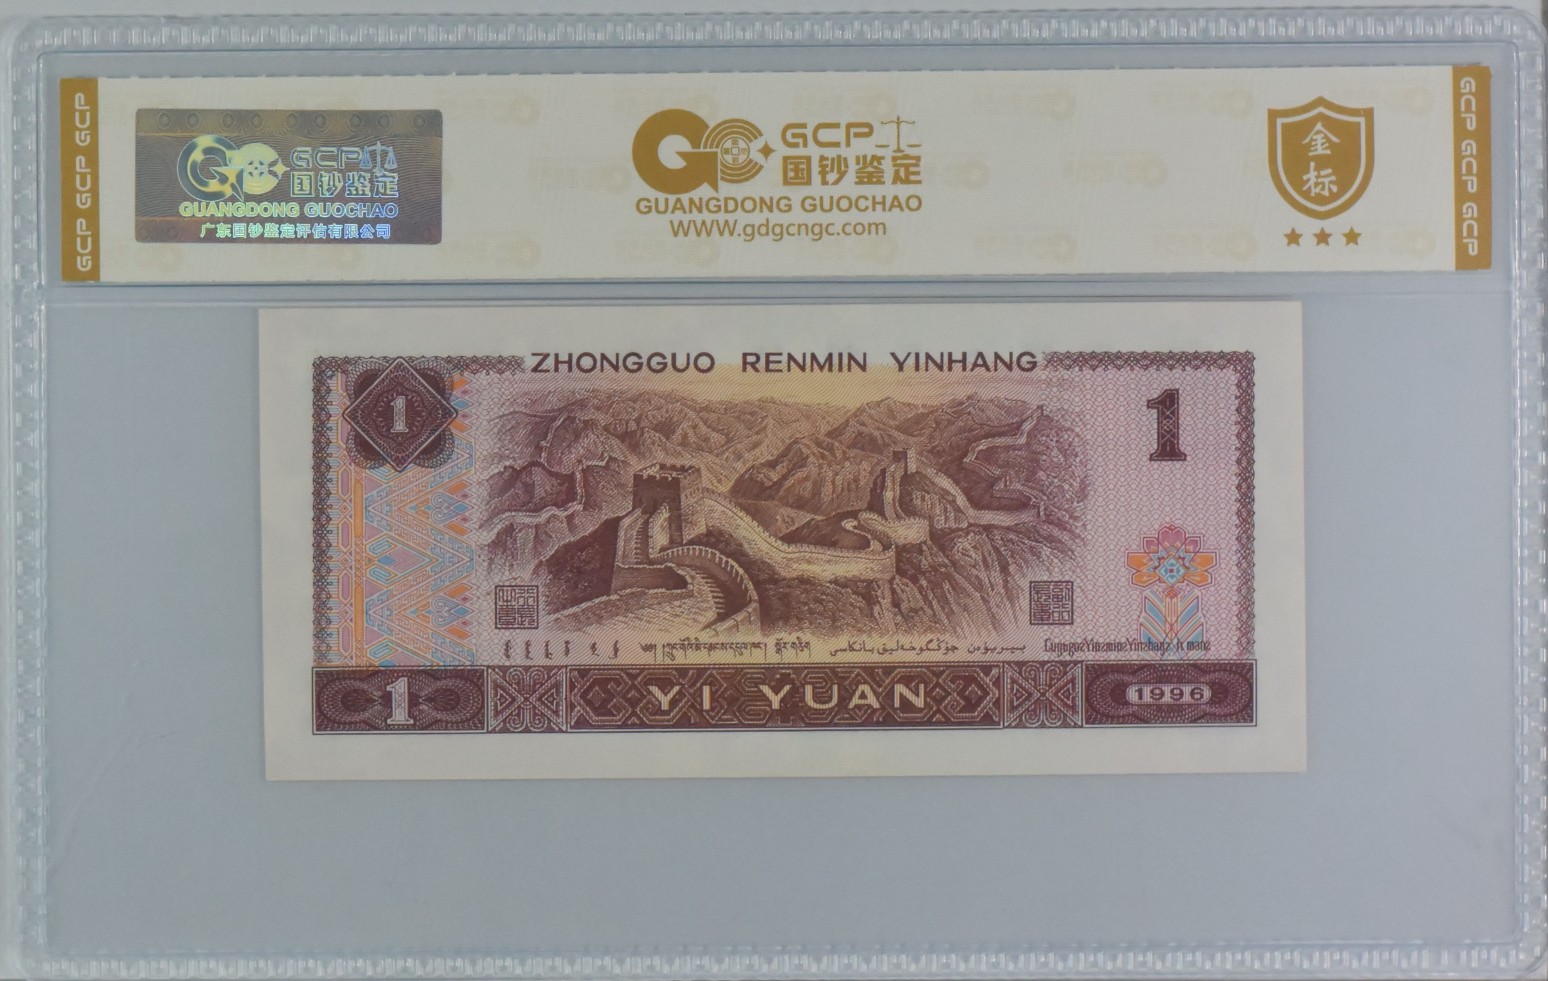 GCP GCP GCP
GCP
国钞鉴定
GUANGDONG GUOCHAO
广东国钞鉴定评估有限公司
GCP
国钞鉴定
GUANGDONG GUOCHAO
WWW.gdgcngc.com
金
标
GCP GCP GCP
ZHONGGUO RENMIN YINHANG
1
1
1
YI YUAN
1996